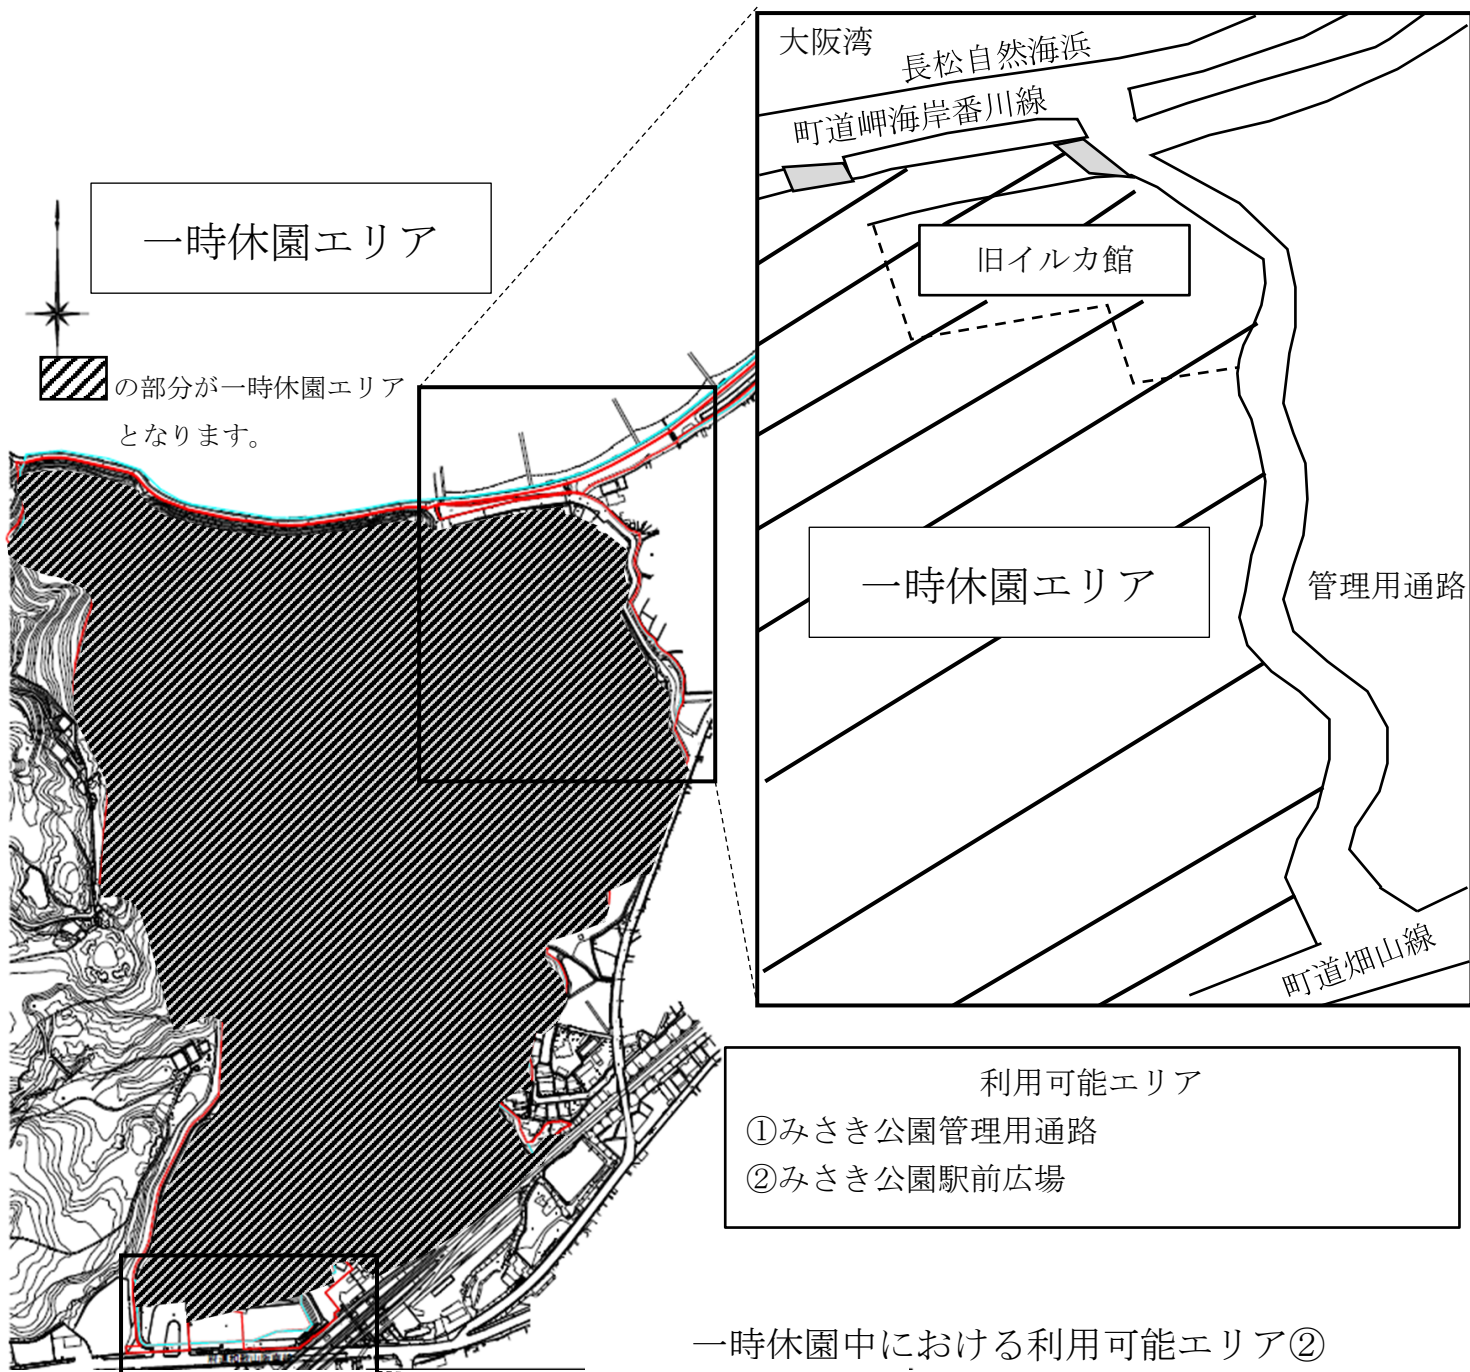 大阪湾
長松自然海浜
町道岬海岸番川線
一時休園エリア
旧イルカ館
の部分が一時休園エリア
となります。
一時休園エリア
管理用通路
町道畑山線
利用可能エリア
①みさき公園管理用通路
②みさき公園駅前広場
一時休園中における利用可能エリア②